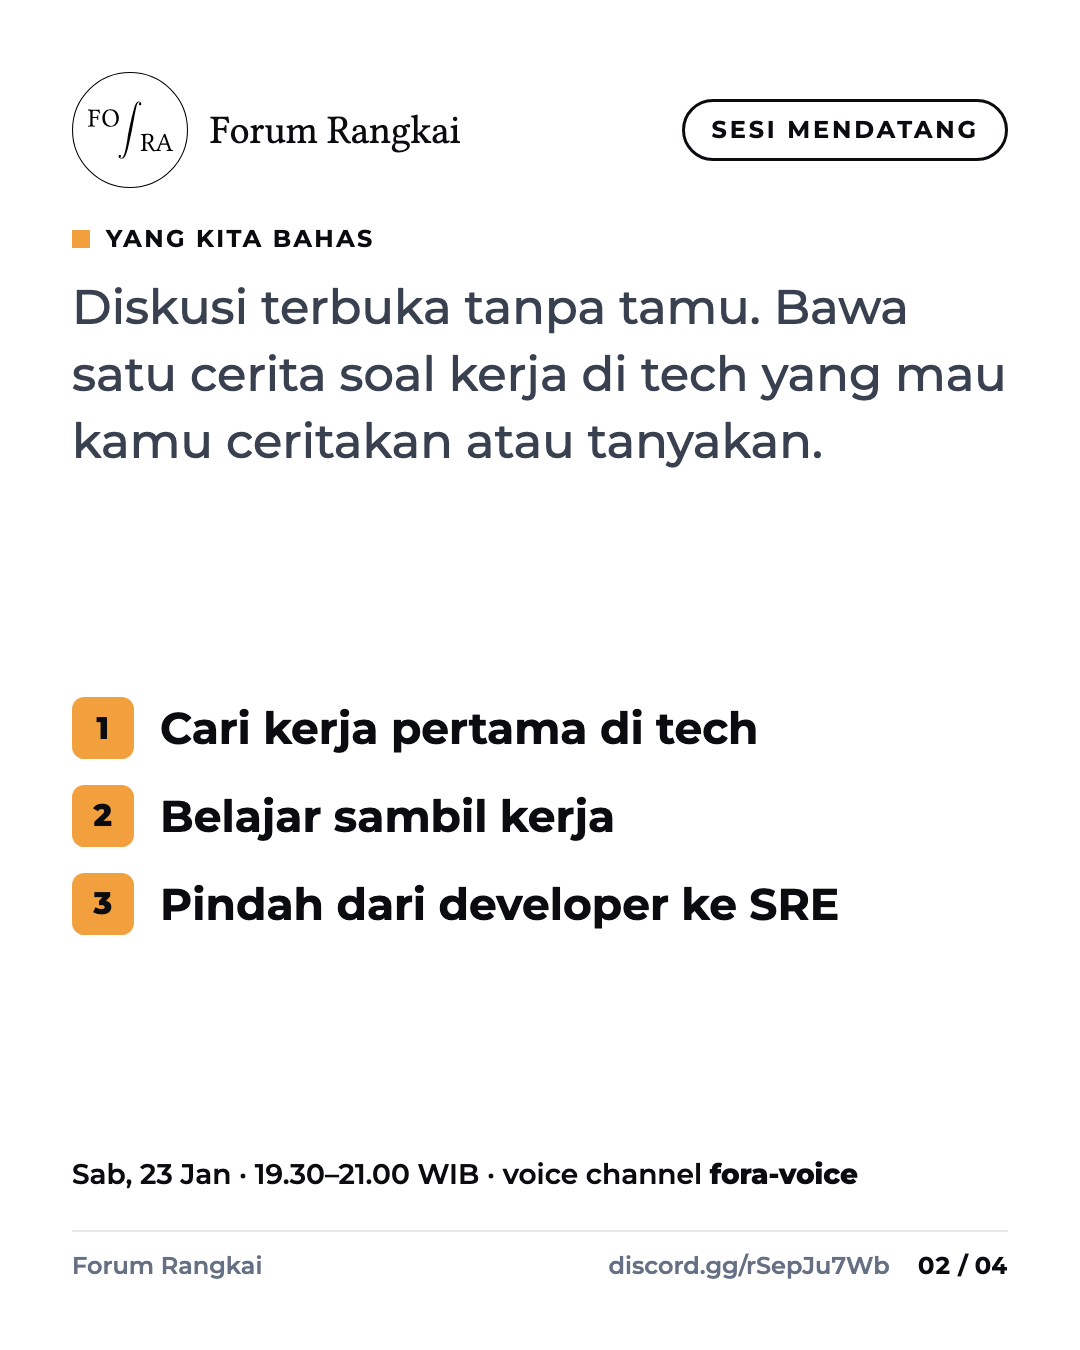 FO RA
Forum Rangkai
SESI MENDATANG
YANG KITA BAHAS
Diskusi terbuka tanpa tamu. Bawa
satu cerita soal kerja di tech yang mau
kamu ceritakan atau tanyakan.
1 Cari kerja pertama di tech
2 Belajar sambil kerja
3 Pindah dari developer ke SRE
Sab, 23 Jan · 19.30–21.00 WIB · voice channel fora-voice
Forum Rangkai discord.gg/rSepJu7Wb 02 / 04